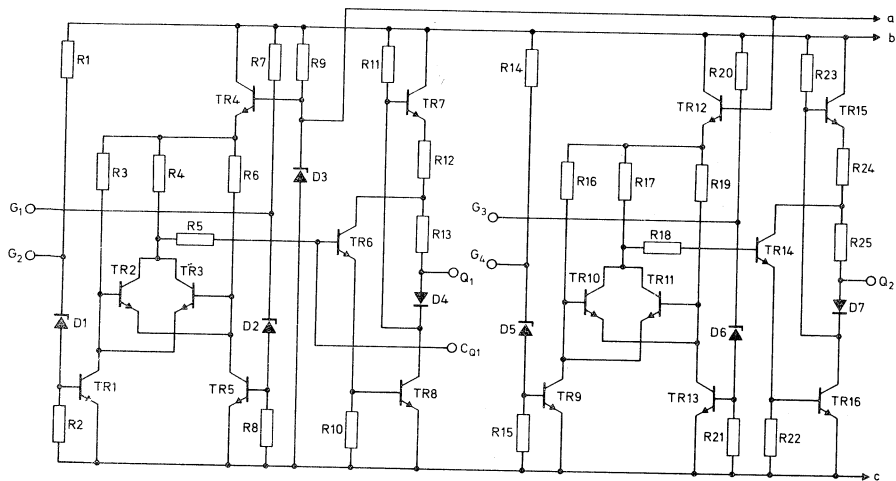 a
b
R1
R7
R9
R11
R14
R20
R23
TR4
TR7
TR12
TR15
R3
R4
R6
D3
R12
R16
R17
R19
R24
G1
R5
G3
R18
G2
TR6
R13
G4
TR14
R25
TR2
TR3
Q1
TR10
TR11
Q2
D1
D2
D4
D5
D6
D7
CQ1
TR1
TR5
TR8
TR9
TR13
TR16
R2
R8
R10
R15
R21
R22
c